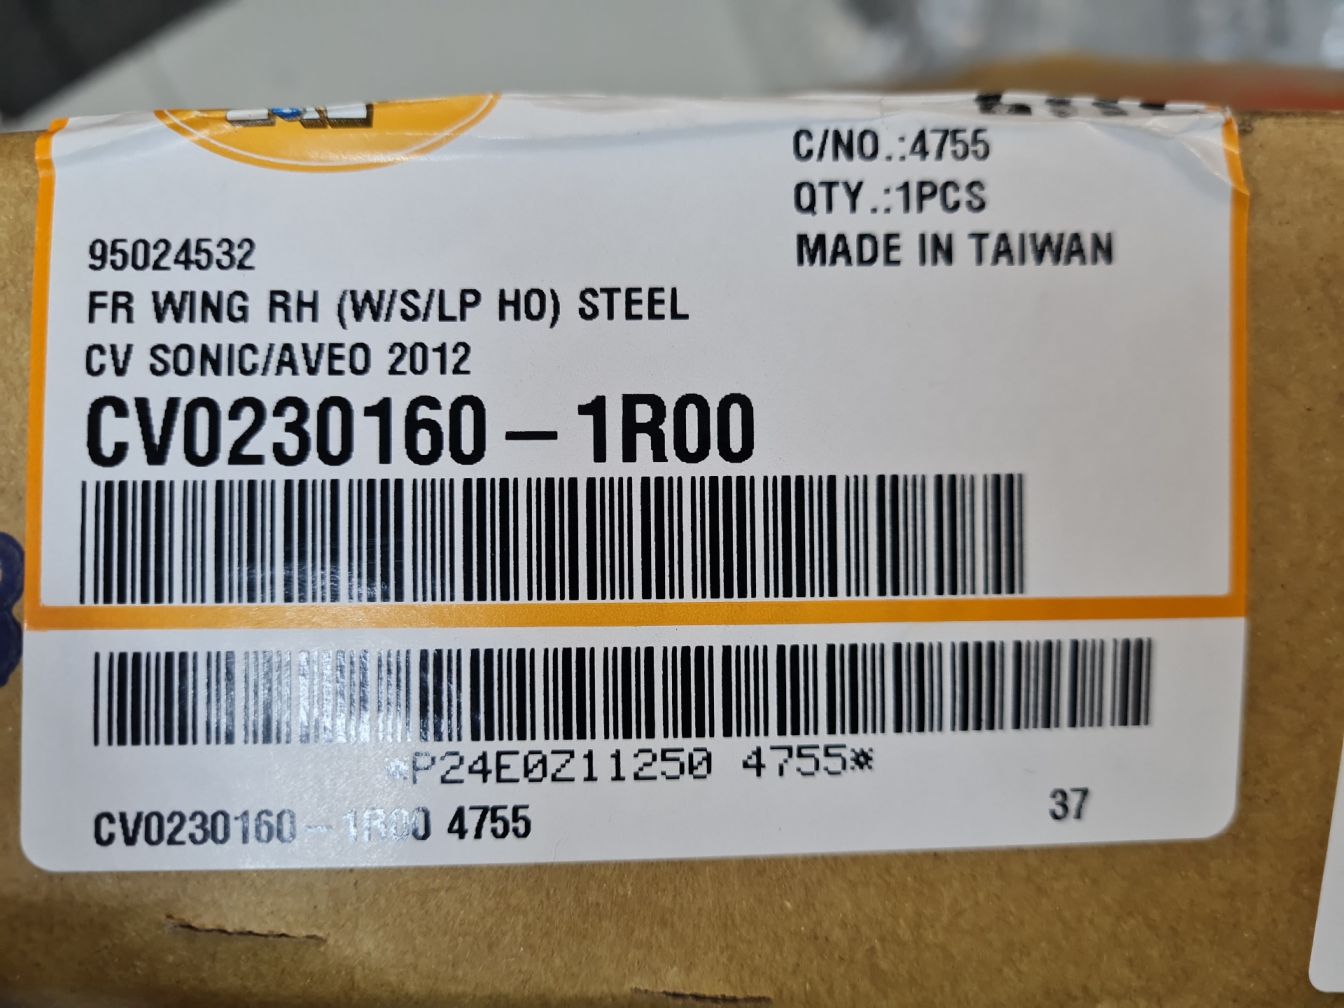 C/NO.:4755
QTY.:1PCS
MADE IN TAIWAN
95024532
FR WING RH (W/S/LP HO) STEEL
CV SONIC/AVEO 2012
CV0230160-1R00
*P24E0Z11250 4755*
CV0230160-1R00 4755
37